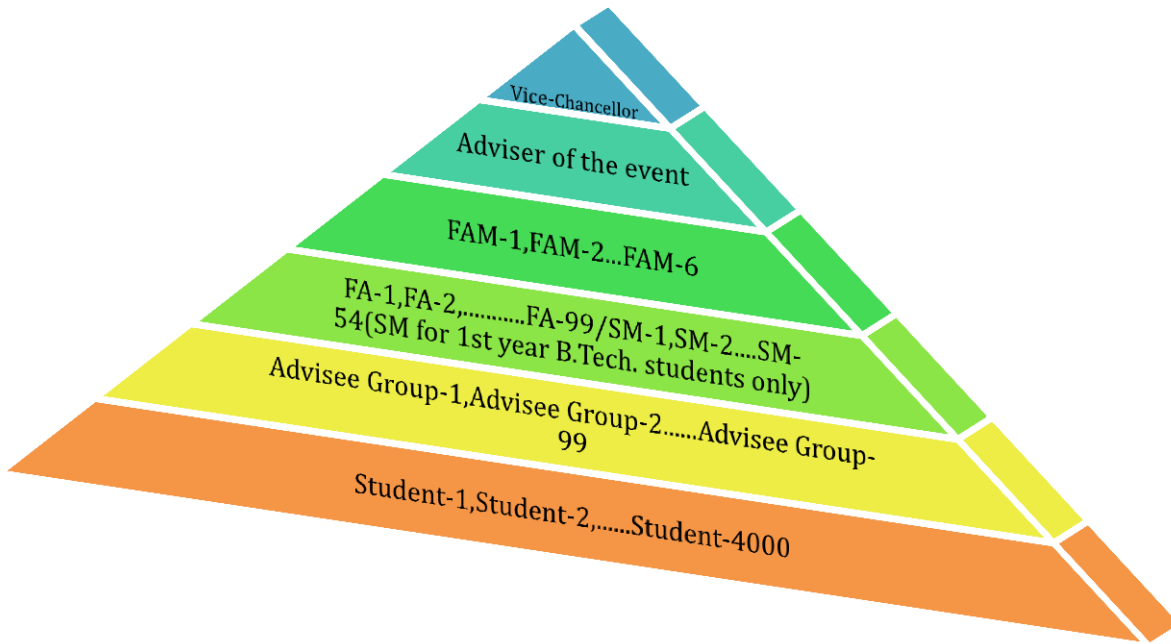 Vice-Chancellor
Adviser of the event
FAM-1,FAM-2...FAM-6
FA-1,FA-2,...........FA-99/SM-1,SM-2....SM-
54(SM for 1st year B.Tech. students only)
Advisee Group-1,Advisee Group-2......Advisee Group-
99
Student-1,Student-2,......Student-4000